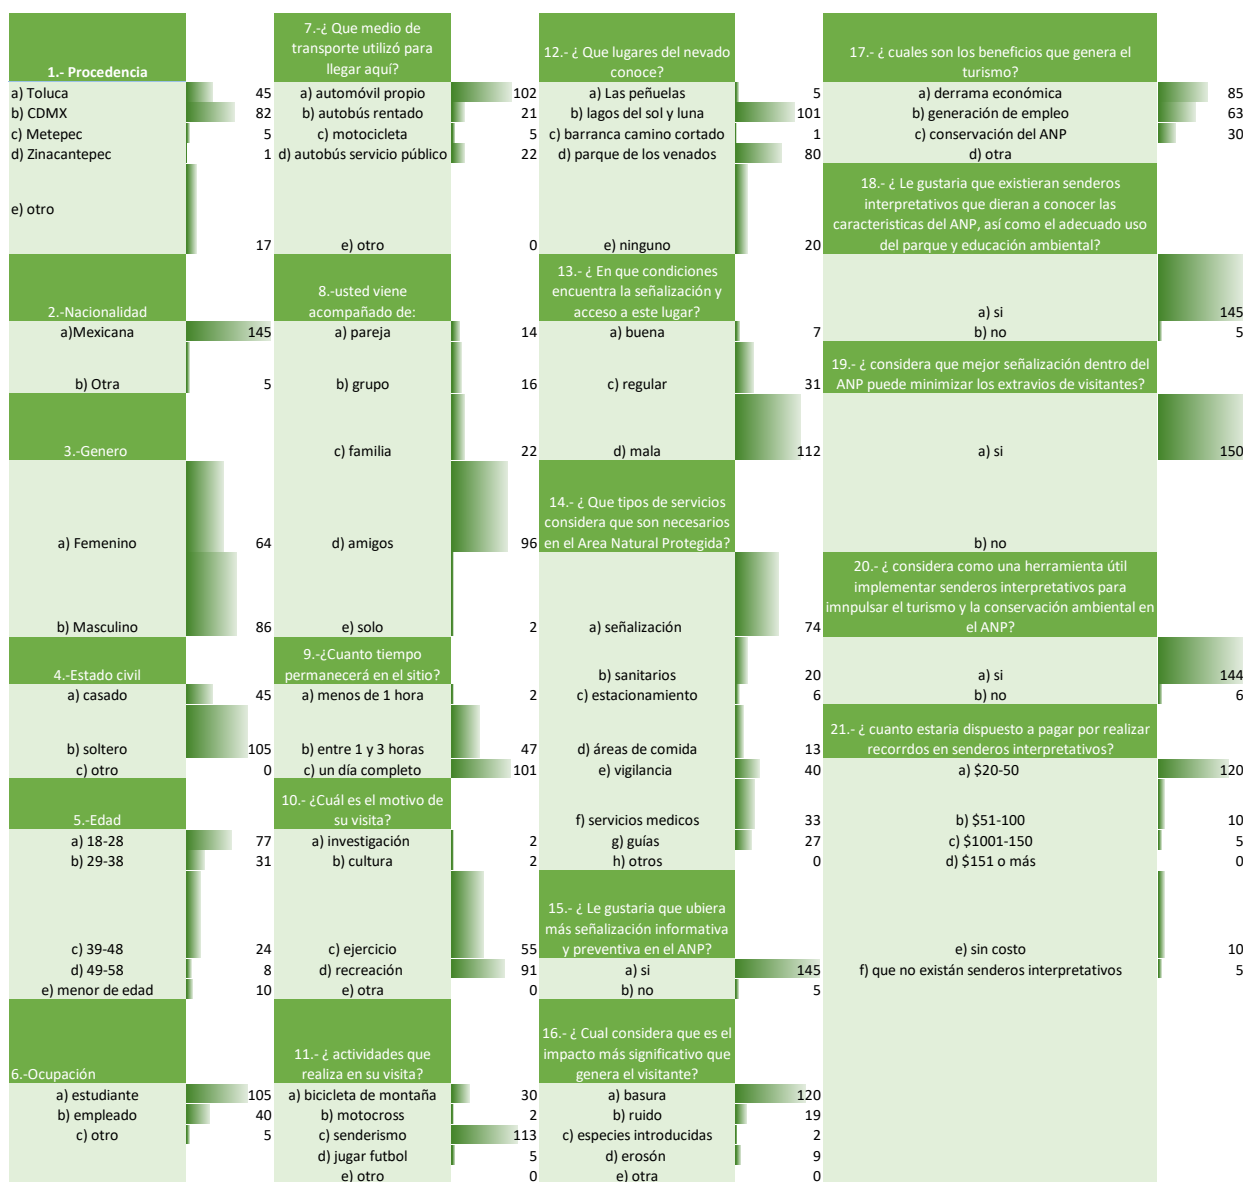 1.- Procedencia
a) Toluca 45
b) CDMX 82
c) Metepec 5
d) Zinacantepec 1
e) otro
17
2.-Nacionalidad
a)Mexicana 145
b) Otra 5
3.-Genero
a) Femenino 64
b) Masculino 86
4.-Estado civil
a) casado 45
b) soltero 105
c) otro 0
5.-Edad
a) 18-28 77
b) 29-38 31
c) 39-48 24
d) 49-58 8
e) menor de edad 10
6.-Ocupación
a) estudiante 105
b) empleado 40
c) otro 5
7.-¿ Que medio de
transporte utilizó para
llegar aquí?
a) automóvil propio 102
b) autobús rentado 21
c) motocicleta 5
d) autobús servicio público 22
e) otro 0
8.-usted viene
acompañado de:
a) pareja 14
b) grupo 16
c) familia 22
d) amigos 96
e) solo 2
9.-¿Cuanto tiempo
permanecerá en el sitio?
a) menos de 1 hora 2
b) entre 1 y 3 horas 47
c) un día completo 101
10.- ¿Cuál es el motivo de
su visita?
a) investigación 2
b) cultura 2
c) ejercicio 55
d) recreación 91
e) otra 0
11.- ¿ actividades que
realiza en su visita?
a) bicicleta de montaña 30
b) motocross 2
c) senderismo 113
d) jugar futbol 5
e) otro 0
12.- ¿ Que lugares del nevado
conoce?
a) Las peñuelas 5
b) lagos del sol y luna 101
c) barranca camino cortado 1
d) parque de los venados 80
e) ninguno 20
13.- ¿ En que condiciones
encuentra la señalización y
acceso a este lugar?
a) buena 7
c) regular 31
d) mala 112
14.- ¿ Que tipos de servicios
considera que son necesarios
en el Area Natural Protegida?
a) señalización 74
b) sanitarios 20
c) estacionamiento 6
d) áreas de comida 13
e) vigilancia 40
f) servicios medicos 33
g) guías 27
h) otros 0
15.- ¿ Le gustaria que ubiera
más señalización informativa
y preventiva en el ANP?
a) si 145
b) no 5
16.- ¿ Cual considera que es el
impacto más significativo que
genera el visitante?
a) basura 120
b) ruido 19
c) especies introducidas 2
d) erosón 9
e) otra 0
17.- ¿ cuales son los beneficios que genera el
turismo?
a) derrama económica 85
b) generación de empleo 63
c) conservación del ANP 30
d) otra
18.- ¿ Le gustaria que existieran senderos
interpretativos que dieran a conocer las
caracteristicas del ANP, así como el adecuado uso
del parque y educación ambiental?
a) si 145
b) no 5
19.- ¿ considera que mejor señalización dentro del
ANP puede minimizar los extravios de visitantes?
a) si 150
b) no
20.- ¿ considera como una herramienta útil
implementar senderos interpretativos para
imnpulsar el turismo y la conservación ambiental en
el ANP?
a) si 144
b) no 6
21.- ¿ cuanto estaria dispuesto a pagar por realizar
recorrdos en senderos interpretativos?
a) $20-50 120
b) $51-100 10
c) $1001-150 5
d) $151 o más 0
e) sin costo 10
f) que no existán senderos interpretativos 5